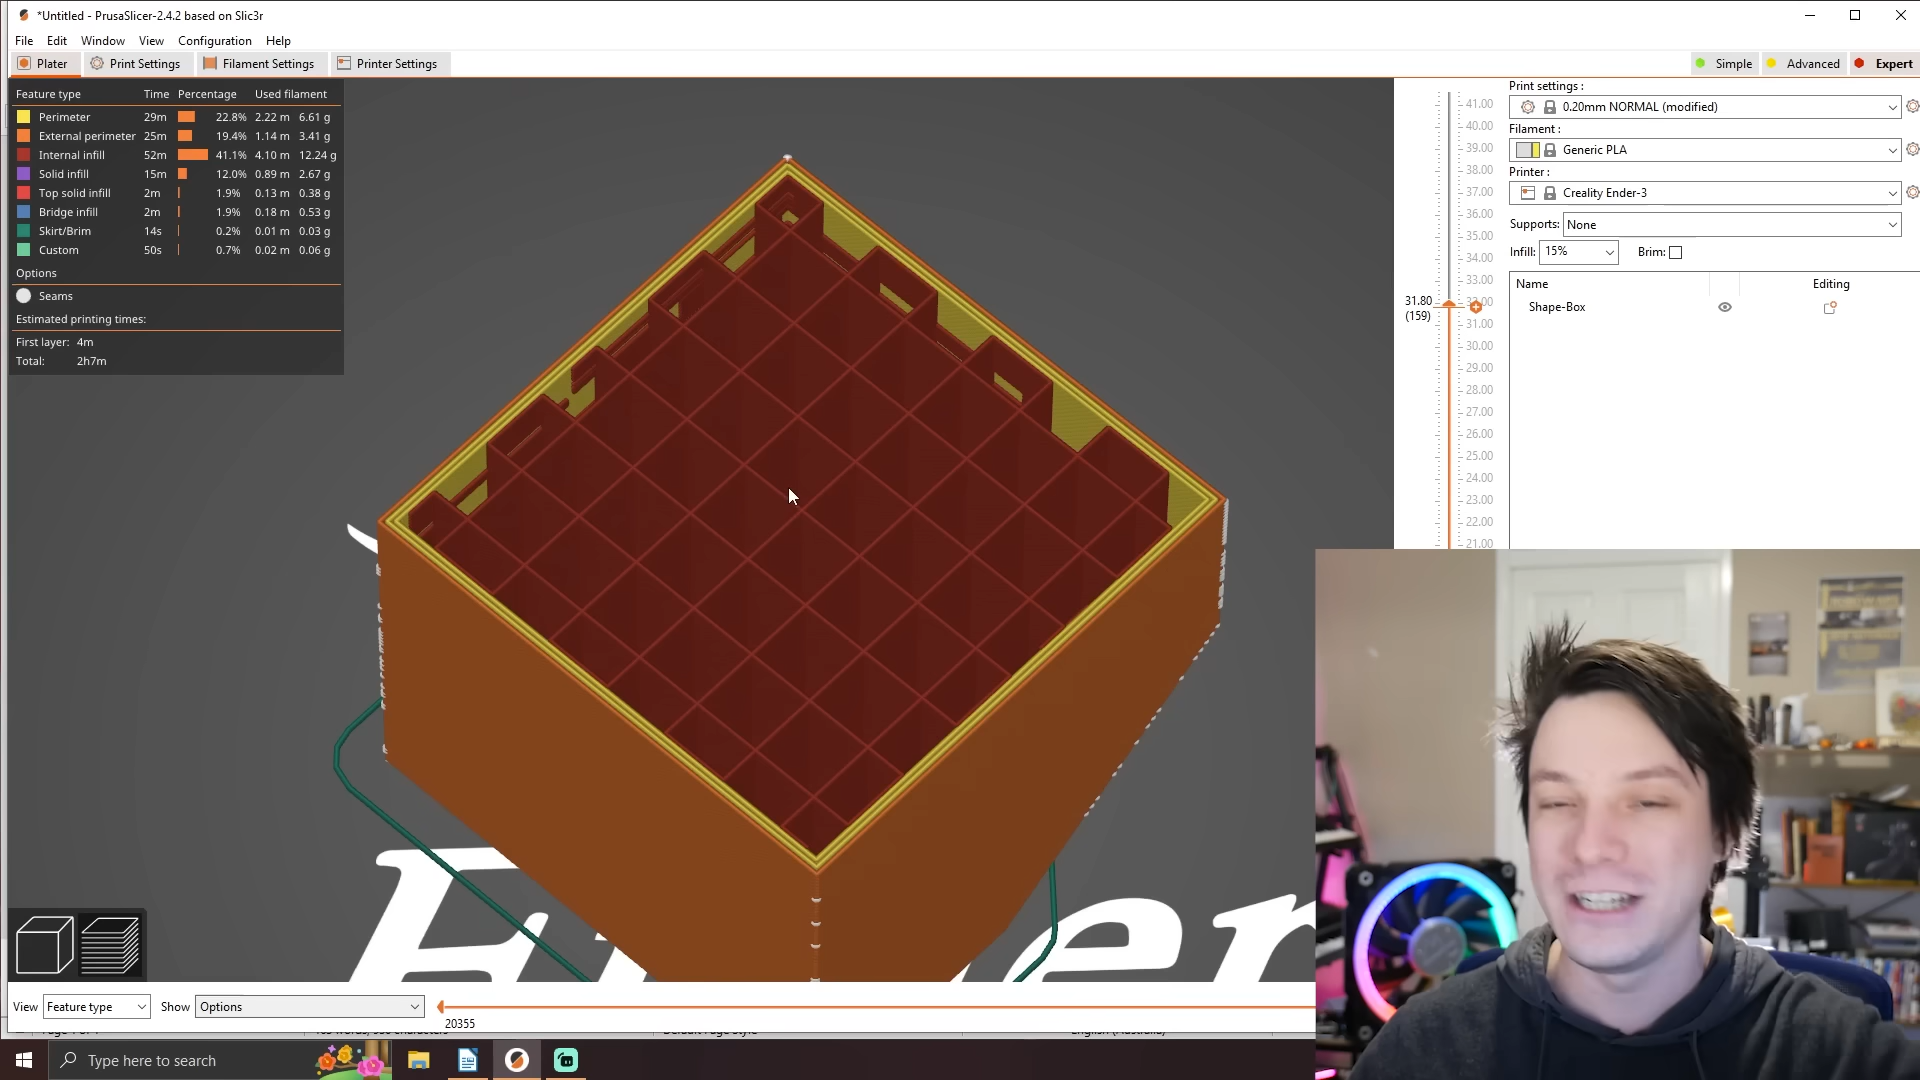 *Untitled - PrusaSlicer-2.4.2 based on Slic3r
File Edit Window View Configuration Help
Plater Print Settings Filament Settings Printer Settings
Simple Advanced Expert
Feature type Time Percentage Used filament
Perimeter 29m 22.8% 2.22 m 6.61 g
External perimeter 25m 19.4% 1.14 m 3.41 g
Internal infill 52m 41.1% 4.10 m 12.24 g
Solid infill 15m 12.0% 0.89 m 2.67 g
Top solid infill 2m 1.9% 0.13 m 0.38 g
Bridge infill 2m 1.9% 0.18 m 0.53 g
Skirt/Brim 14s 0.2% 0.01 m 0.03 g
Custom 50s 0.7% 0.02 m 0.06 g
Options
Seams
Estimated printing times:
First layer: 4m
Total: 2h7m
41.00
40.00
39.00
38.00
37.00
36.00
35.00
34.00
33.00
31.80
(159)
31.00
30.00
29.00
28.00
27.00
26.00
25.00
24.00
23.00
22.00
21.00
Print settings :
0.20mm NORMAL (modified)
Filament :
Generic PLA
Printer :
Creality Ender-3
Supports: None
Infill: 15% Brim:
Name Editing
Shape-Box
View Feature type Show Options
20355
Type here to search